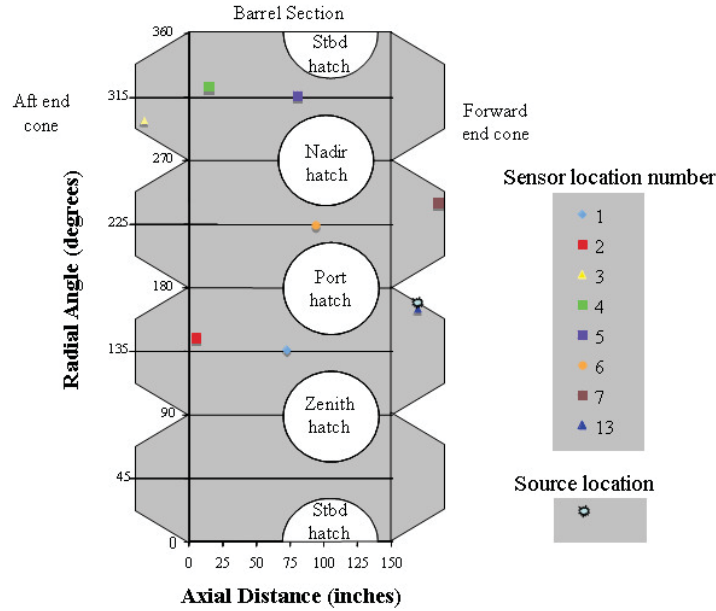 Barrel Section
360
Stbd
hatch
315
Aft end
cone
Forward
end cone
Nadir
hatch
270
Sensor location number
1
2
3
4
5
6
7
13
225
Port
hatch
180
135
Zenith
hatch
90
45
Source location
Stbd
hatch
0
0 25 50 75 100 125 150
Radial Angle (degrees)
Axial Distance (inches)